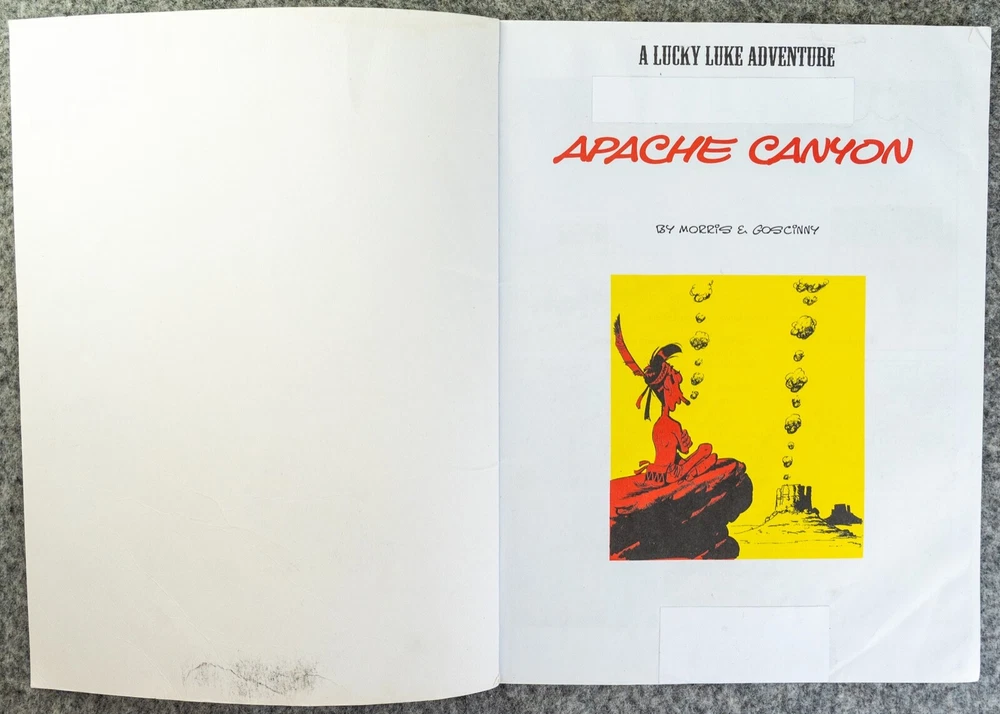 A LUCKY LUKE ADVENTURE
APACHE CANYON
BY MORRIS & GOSCINNY